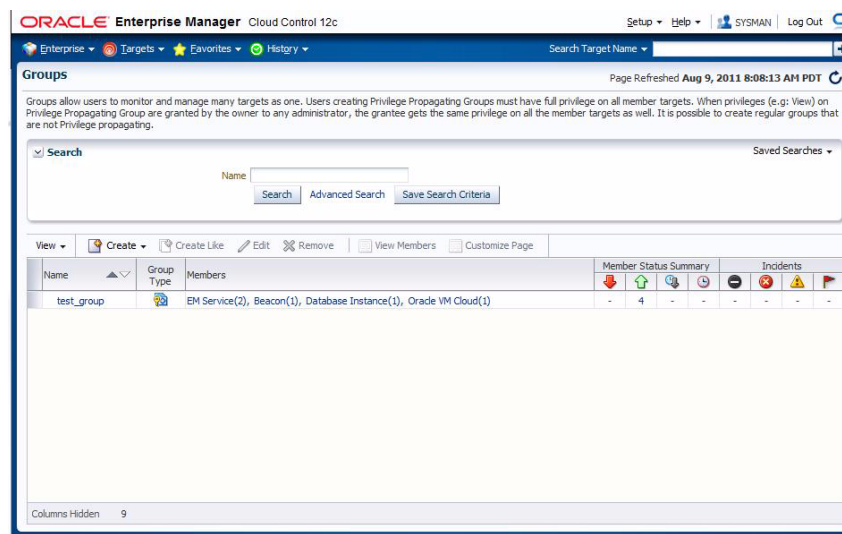 ORACLE Enterprise Manager Cloud Control 12c
Setup Help SYSMAN Log Out
Enterprise Targets Favorites History Search Target Name
Groups
Page Refreshed Aug 9, 2011 8:08:13 AM PDT
Groups allow users to monitor and manage many targets as one. Users creating Privilege Propagating Groups must have full privilege on all member targets. When privileges (e.g: View) on
Privilege Propagating Group are granted by the owner to any administrator, the grantee gets the same privilege on all the member targets as well. It is possible to create regular groups that
are not Privilege propagating.
Search
Saved Searches
Name
Search Advanced Search Save Search Criteria
View Create Create Like Edit Remove View Members Customize Page
Name Group Type Members Member Status Summary Incidents
test_group EM Service(2), Beacon(1), Database Instance(1), Oracle VM Cloud(1) - 4 - - - - - -
Columns Hidden 9